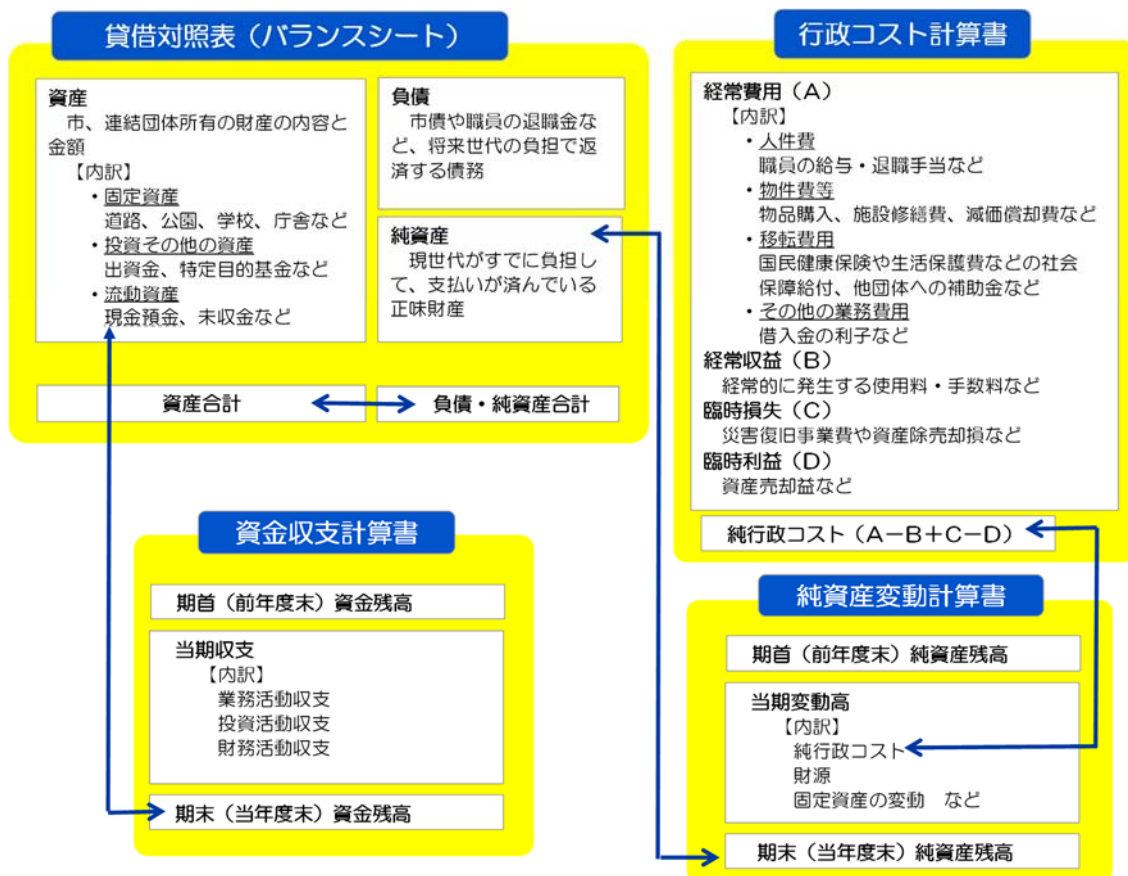 貸借対照表（バランスシート）
資産
市、連結団体所有の財産の内容と
金額
【内訳】
・固定資産
道路、公園、学校、庁舎など
・投資その他の資産
出資金、特定目的基金など
・流動資産
現金預金、未収金など
負債
市債や職員の退職金な
ど、将来世代の負担で返
済する債務
純資産
現世代がすでに負担し
て、支払いが済んでいる
正味財産
資産合計
負債・純資産合計
行政コスト計算書
経常費用（A）
【内訳】
・人件費
職員の給与・退職手当など
・物件費等
物品購入、施設修繕費、減価償却費など
・移転費用
国民健康保険や生活保護費などの社会
保障給付、他団体への補助金など
・その他の業務費用
借入金の利子など
経常収益（B）
経常的に発生する使用料・手数料など
臨時損失（C）
災害復旧事業費や資産除売却損など
臨時利益（D）
資産売却益など
純行政コスト（A－B＋C－D）
資金収支計算書
期首（前年度末）資金残高
当期収支
【内訳】
業務活動収支
投資活動収支
財務活動収支
期末（当年度末）資金残高
純資産変動計算書
期首（前年度末）純資産残高
当期変動高
【内訳】
純行政コスト
財源
固定資産の変動　など
期末（当年度末）純資産残高